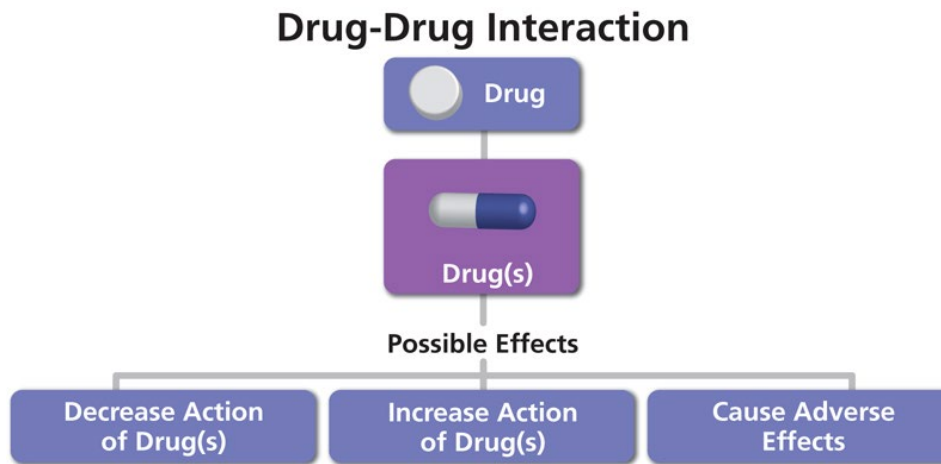 Drug-Drug Interaction
Drug
Drug(s)
Possible Effects
Decrease Action
of Drug(s)
Increase Action
of Drug(s)
Cause Adverse
Effects